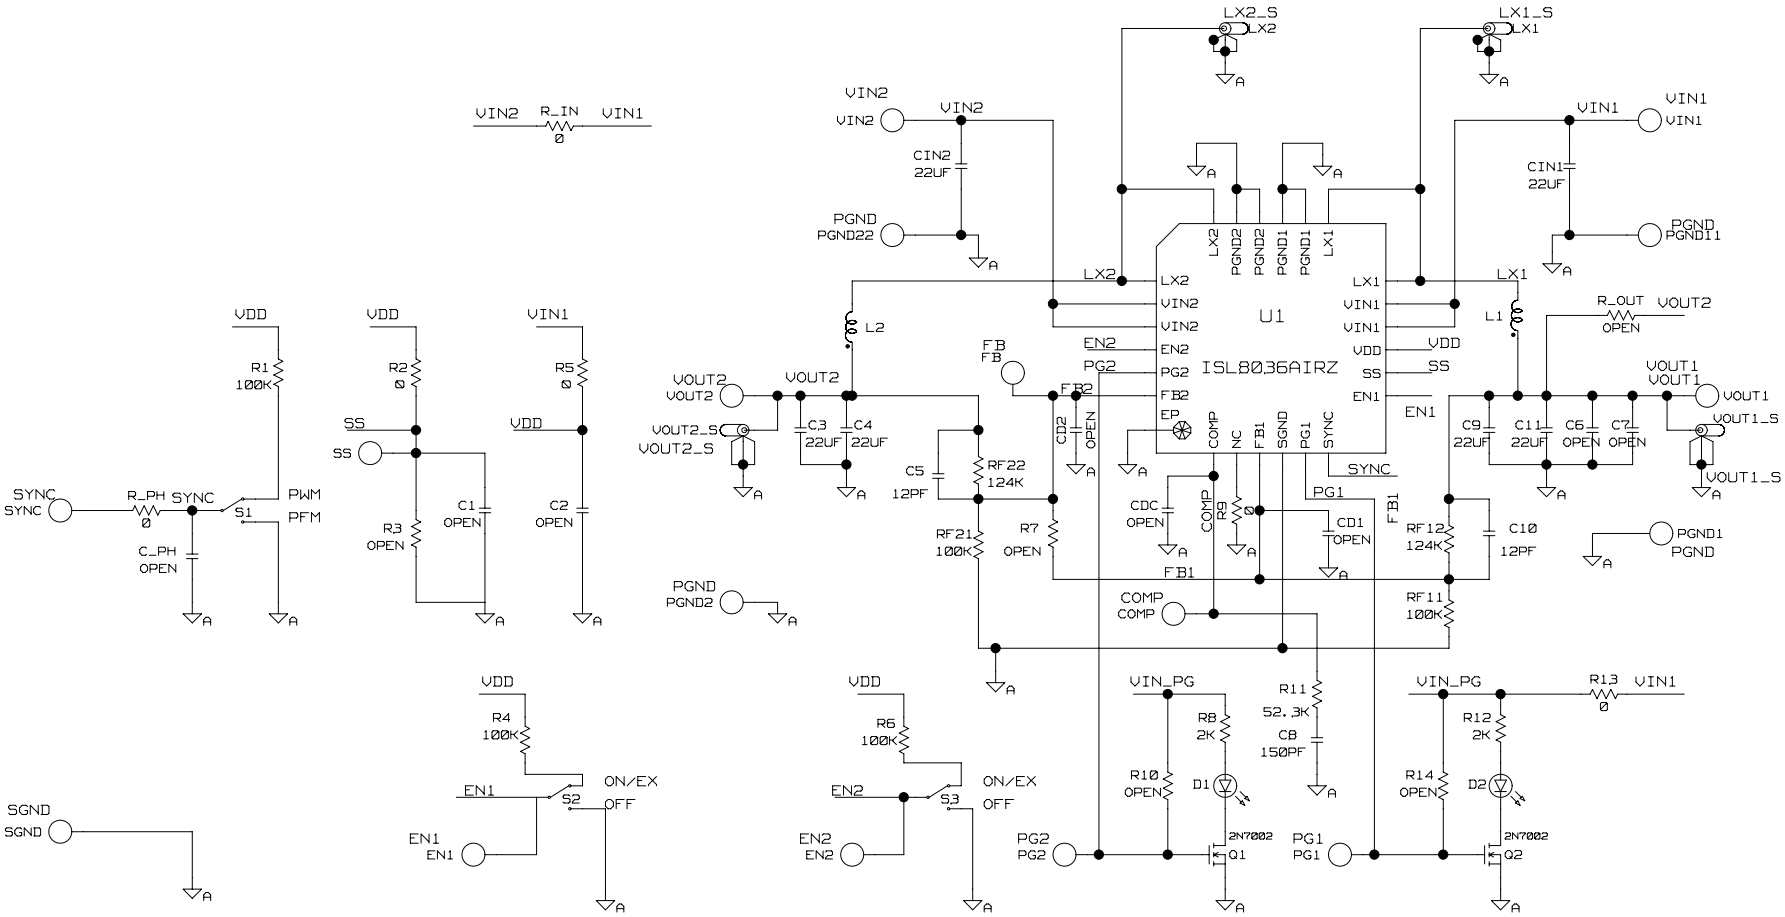 LX2_S
LX2
A
LX1_S
LX1
A
VIN2 R_IN VIN1
0
VIN2
VIN2
VIN2
CIN2
22UF
PGND
PGND22
A
A
A
VIN1
VIN1
VIN1
CIN1
22UF
PGND
PGND11
A
LX2
PGND2
PGND2
PGND1
PGND1
LX1
LX2
LX2
VIN2
VIN2
EN2
EN2
PG2
PG2
FB2
FB2
EP
U1
ISL8036AIRZ
LX1
VIN1
VIN1
VDD
SS
EN1
VDD
SS
EN1
COMP
NC
FB1
SGND
PG1
SYNC
LX1
L1
R_OUT
OPEN
VOUT2
L2
FB
FB
VDD
R1
100K
SYNC
SYNC
R_PH
0
SYNC
S1
PWM
PFM
C_PH
OPEN
A
A
VDD
R2
0
SS
SS
R3
OPEN
C1
OPEN
A
VIN1
R5
0
VDD
C2
OPEN
A
VOUT2
VOUT2
VOUT2
VOUT2_S
VOUT2_S
A
C3
22UF
C4
22UF
A
C5
12PF
RF22
124K
RF21
100K
R7
OPEN
CD2
OPEN
A
A
CDC
OPEN
A
COMP
R9
0
A
CD1
OPEN
A
SYNC
PG1
FB1
FB1
VOUT1
VOUT1
VOUT1
C9
22UF
C11
22UF
C6
OPEN
C7
OPEN
A
VOUT1_S
VOUT1_S
A
RF12
124K
C10
12PF
RF11
100K
PGND1
PGND
A
PGND
PGND2
A
COMP
COMP
A
R11
52.3K
C8
150PF
A
VDD
R4
100K
EN1
S2
ON/EX
OFF
EN1
EN1
A
VDD
R6
100K
EN2
S3
ON/EX
OFF
EN2
EN2
A
SGND
SGND
A
VIN_PG
R8
2K
R10
OPEN
D1
PG2
PG2
2N7002
Q1
A
VIN_PG
R13
0
VIN1
R12
2K
R14
OPEN
D2
PG1
PG1
2N7002
Q2
A